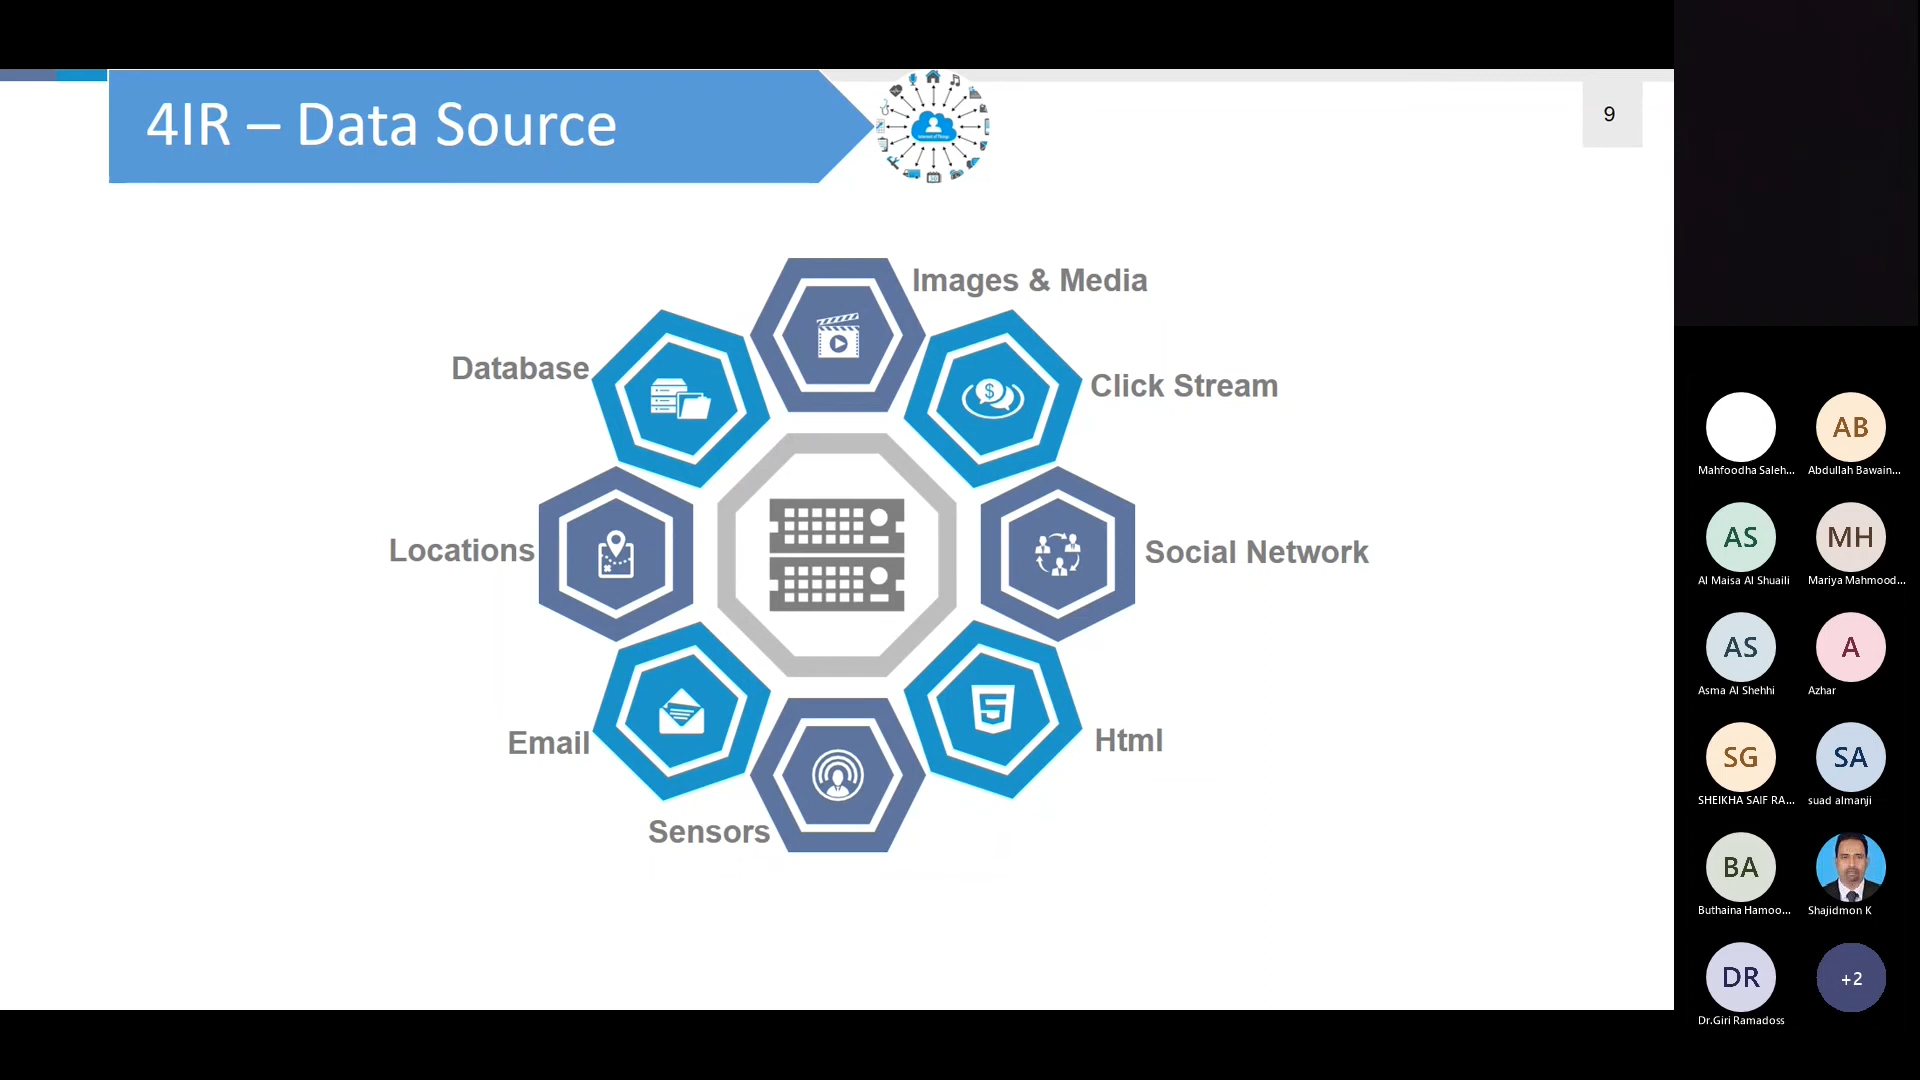 4IR – Data Source
9
Images & Media
Database
Click Stream
$
Locations
Social Network
Email
Html
Sensors
Mahfoodha Saleh...
AB
Abdullah Bawain...
AS
Al Maisa Al Shuaili
MH
Mariya Mahmood...
AS
Asma Al Shehhi
A
Azhar
SG
SHEIKHA SAIF RA...
SA
suad almanji
BA
Buthaina Hamoo...
Shajidmon K
DR
Dr.Giri Ramadoss
+2